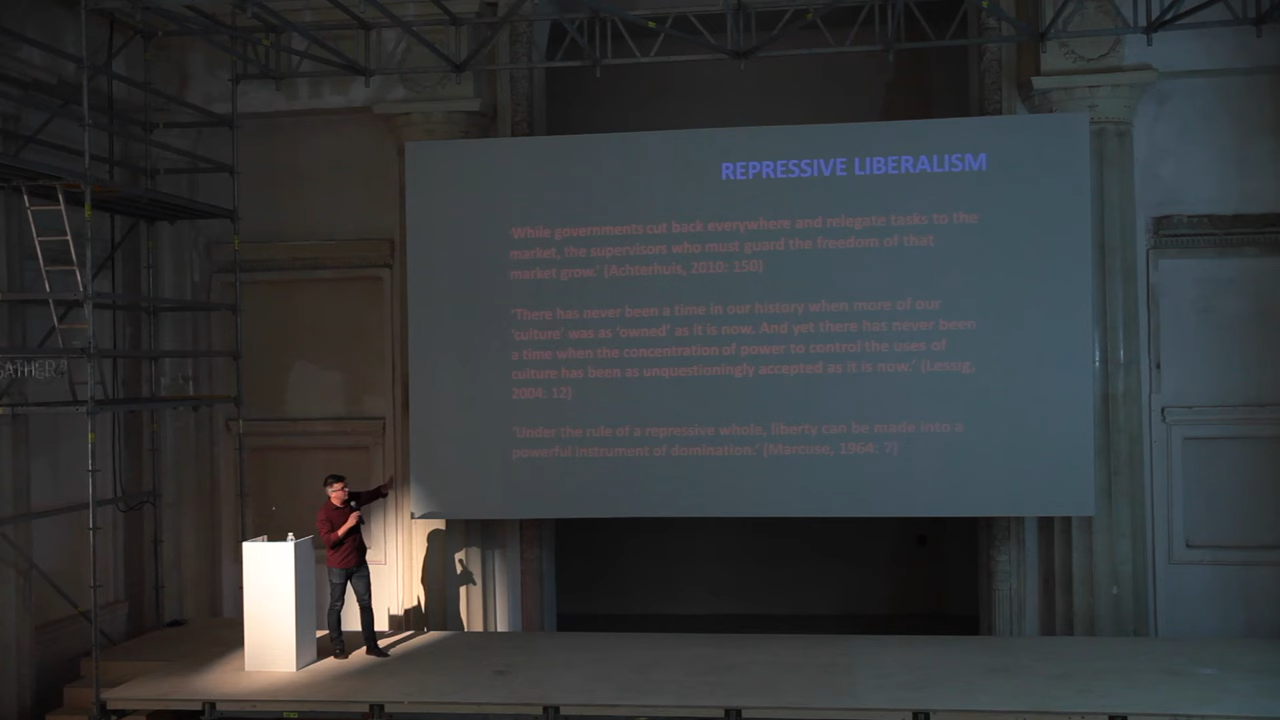 REPRESSIVE LIBERALISM
'While governments cut back everywhere and relegate tasks to the
market, the supervisors who must guard the freedom of that
market grow.' (Achterhuis, 2010: 150)
'There has never been a time in our history when more of our
'culture' was as 'owned' as it is now. And yet there has never been
a time when the concentration of power to control the uses of
culture has been as unquestioningly accepted as it is now.' (Lessig,
2004: 12)
'Under the rule of a repressive whole, liberty can be made into a
powerful instrument of domination.' (Marcuse, 1964: 7)